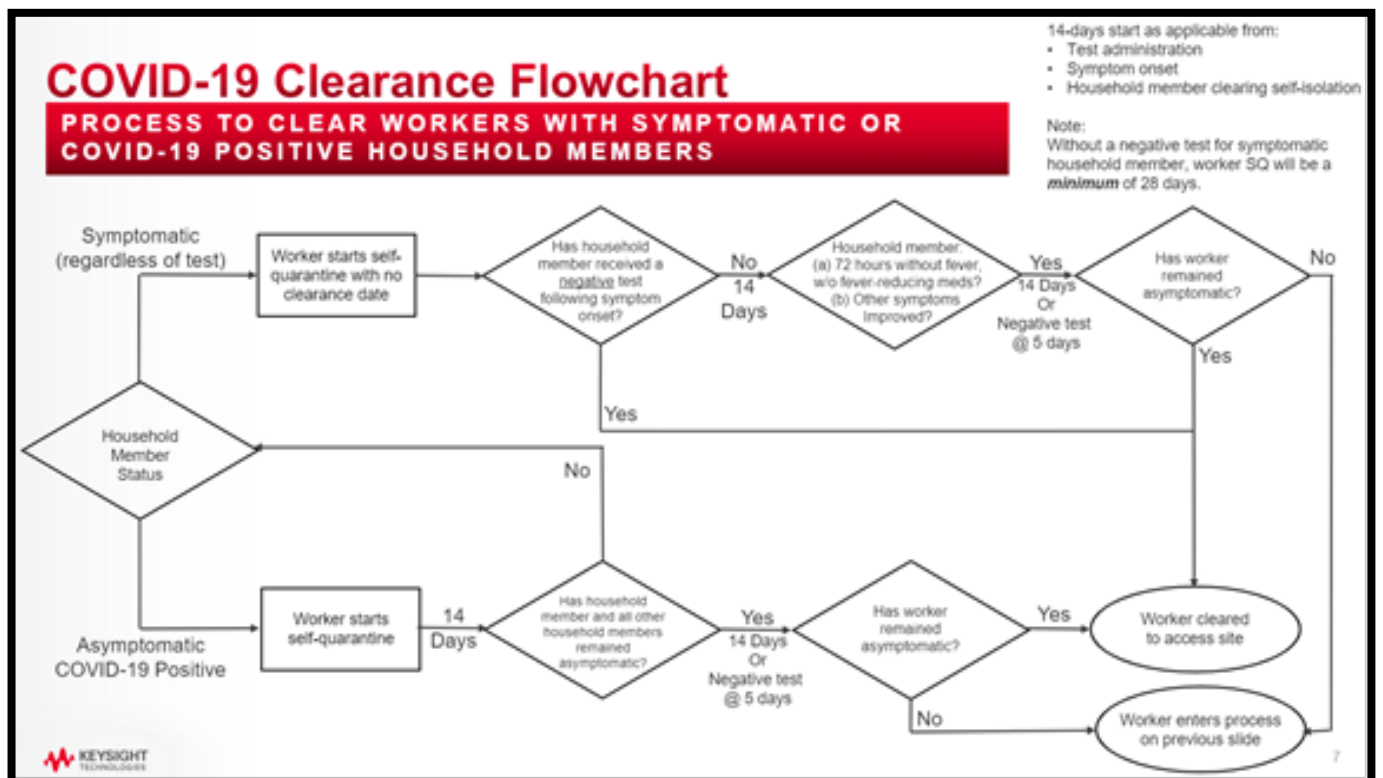 COVID-19 Clearance Flowchart
PROCESS TO CLEAR WORKERS WITH SYMPTOMATIC OR
COVID-19 POSITIVE HOUSEHOLD MEMBERS
14-days start as applicable from:
• Test administration
• Symptom onset
• Household member clearing self-isolation
Note:
Without a negative test for symptomatic
household member, worker SQ will be a
minimum of 28 days.
Symptomatic
(regardless of test)
Worker starts self-
quarantine with no
clearance date
Has household
member received a
negative test
following symptom
onset?
No
14
Days
Household member:
(a) 72 hours without fever,
w/o fever-reducing meds?
(b) Other symptoms
Improved?
Yes
14 Days
Or
Negative test
@ 5 days
Has worker
remained
asymptomatic?
No
Yes
Yes
Household
Member
Status
No
Asymptomatic
COVID-19 Positive
Worker starts
self-quarantine
14
Days
Has household
member and all other
household members
remained
asymptomatic?
Yes
14 Days
Or
Negative test
@ 5 days
Has worker
remained
asymptomatic?
Yes
No
Worker cleared
to access site
Worker enters process
on previous slide
KEYSIGHT
TECHNOLOGIES
7